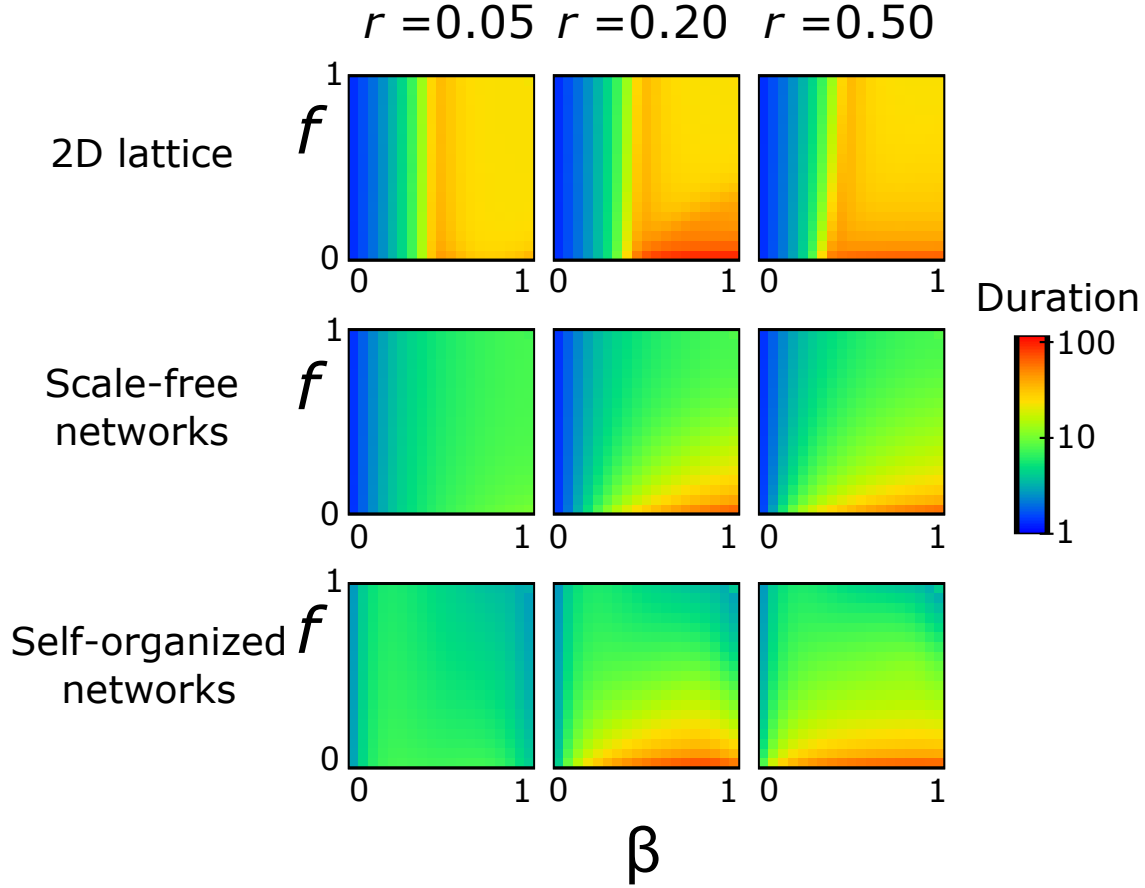 r =0.05 r =0.20 r =0.50
2D lattice
f
1
0
0 1 0 1 0 1
Scale-free
networks
f
1
0
0 1 0 1 0 1
Self-organized
networks
f
1
0
0 1 0 1 0 1
β
Duration
100
10
1